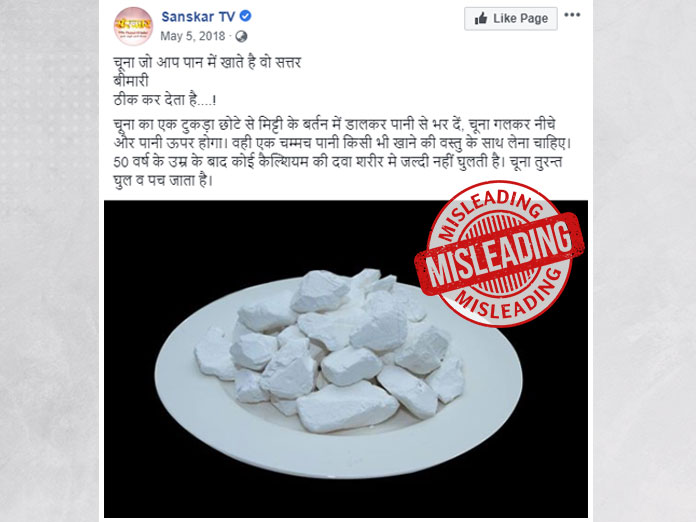 Sanskar TV
Like Page
May 5, 2018
चूना जो आप पान में खाते है वो सत्तर
बीमारी
ठीक कर देता है....!
चूना का एक टुकड़ा छोटे से मिट्टी के बर्तन में डालकर पानी से भर दें, चूना गलकर नीचे
और पानी ऊपर होगा। वही एक चम्मच पानी किसी भी खाने की वस्तु के साथ लेना चाहिए।
50 वर्ष के उम्र के बाद कोई कैल्शियम की दवा शरीर मे जल्दी नहीं घुलती है। चूना तुरन्त
घुल व पच जाता है।
MISLEADING
MISLEADING
MISLEADING